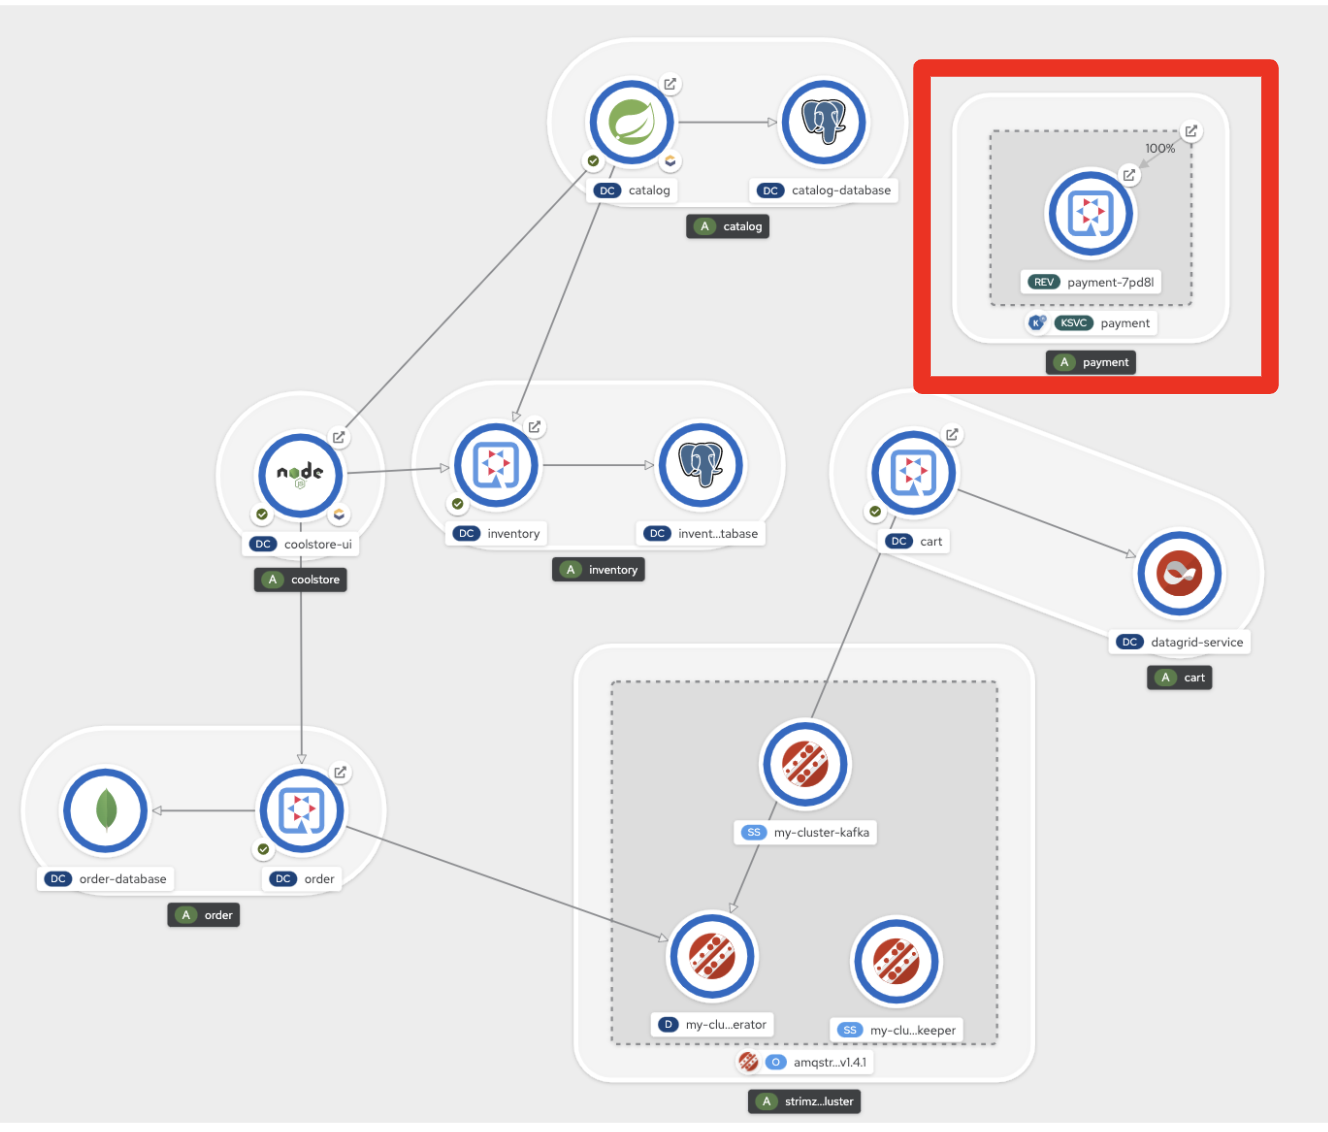 DC catalog
DC catalog-database
A catalog
100%
REV payment-7pd8l
KSVC payment
A payment
node
JS
DC coolstore-ui
A coolstore
DC inventory
DC invent...tabase
A inventory
DC cart
DC datagrid-service
A cart
DC order-database
DC order
A order
SS my-cluster-kafka
D my-clu...erator
SS my-clu...keeper
O amqstr...v1.4.1
A strimz...luster